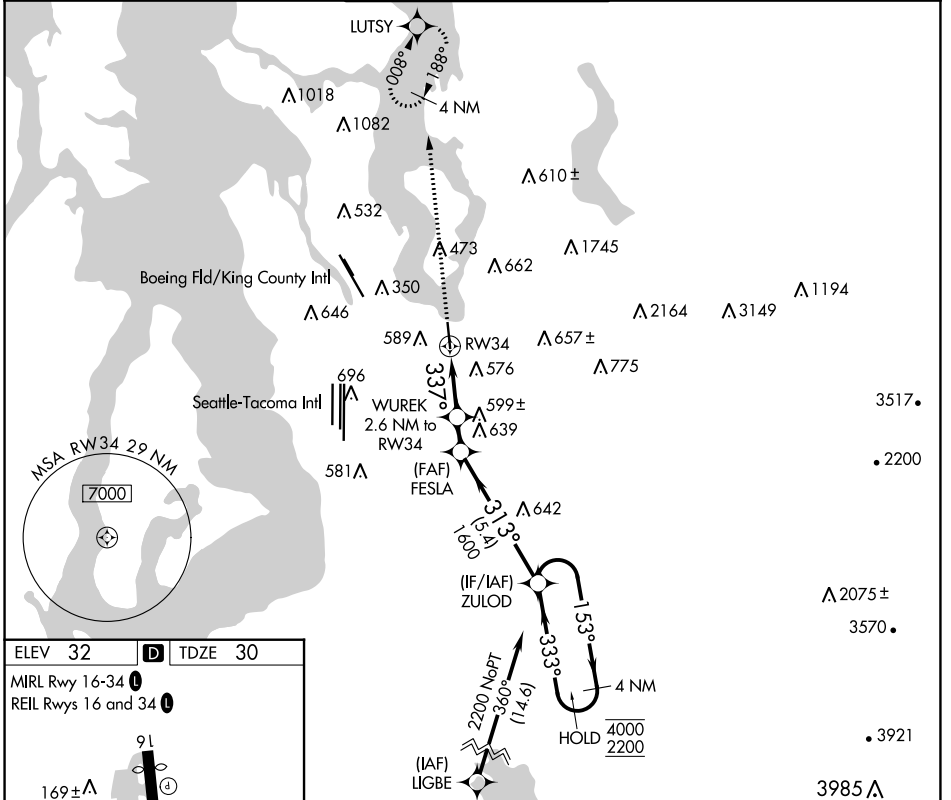 LUTSY
008°
188°
4 NM
1018
1082
610±
532
473
1745
662
Boeing Fld/King County Intl
350
1194
646
2164
3149
589
RW34
657±
576
775
337°
696
Seattle-Tacoma Intl
WUREK
2.6 NM to
RW34
599±
639
3517
(FAF)
FESLA
2200
581
MSA RW34 29 NM
7000
313°
(5.4)
1600
642
(IF/IAF)
ZULOD
153°
333°
2075±
3570
4 NM
HOLD
4000
2200
2200 NoPT
360°
(14.6)
(IAF)
LIGBE
3921
3985
ELEV 32 D TDZE 30
MIRL Rwy 16-34 L
REIL Rwys 16 and 34 L
16
P
169±